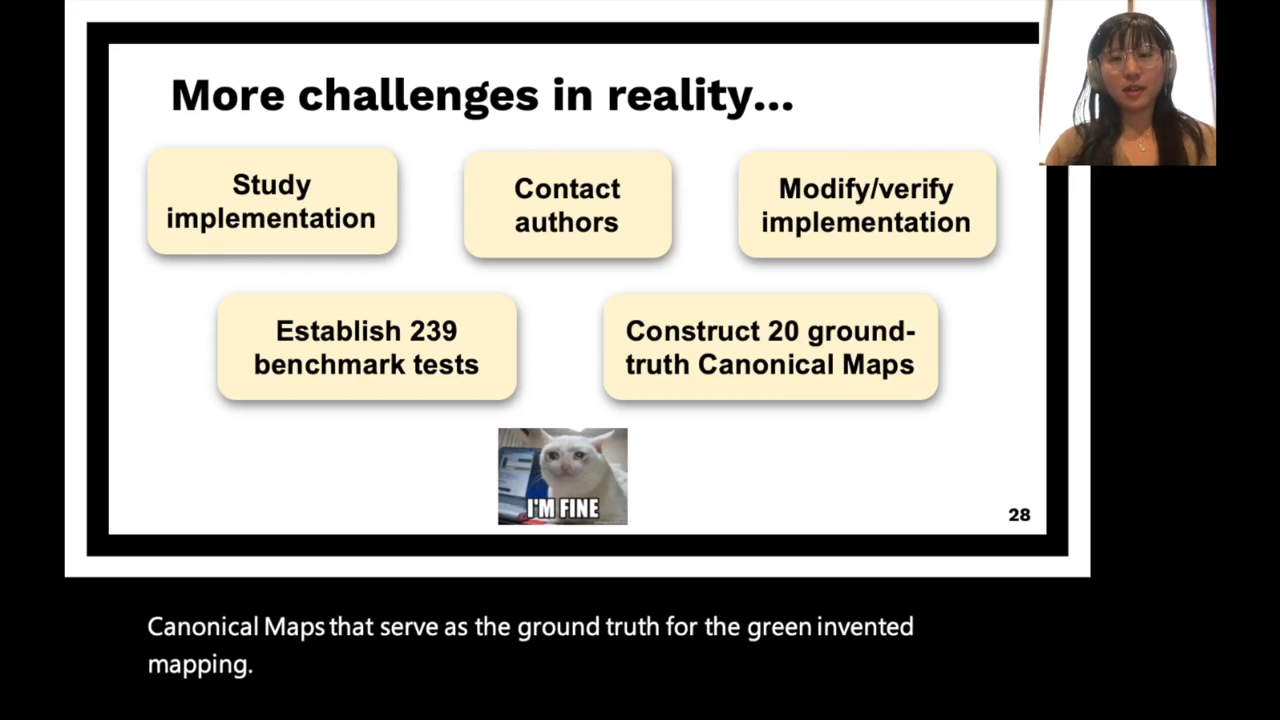 More challenges in reality...
Study
implementation
Contact
authors
Modify/verify
implementation
Establish 239
benchmark tests
Construct 20 ground-
truth Canonical Maps
I'M FINE
28
Canonical Maps that serve as the ground truth for the green invented
mapping.